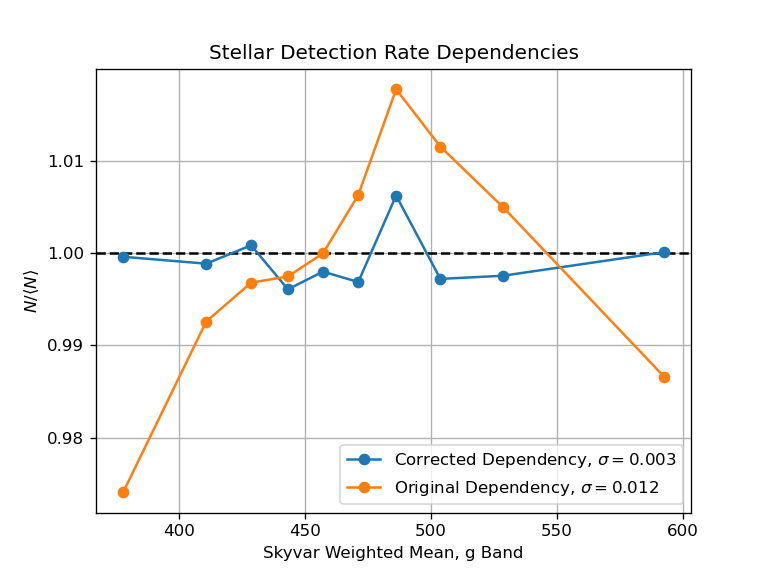 Stellar Detection Rate Dependencies
1.01
1.00
0.99
0.98
N/⟨N⟩
Corrected Dependency, σ = 0.003
Original Dependency, σ = 0.012
400 450 500 550 600
Skyvar Weighted Mean, g Band